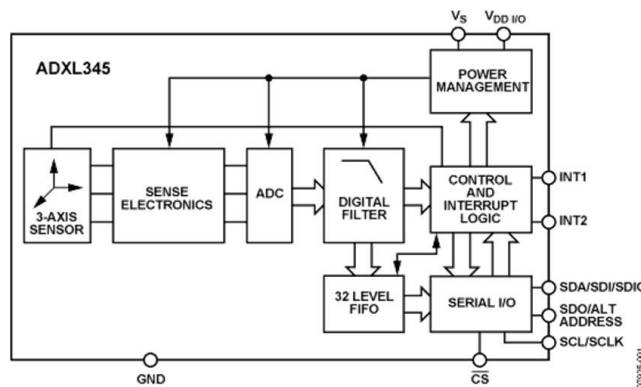 VS
VDD I/O
ADXL345
POWER
MANAGEMENT
3-AXIS
SENSOR
SENSE
ELECTRONICS
ADC
DIGITAL
FILTER
CONTROL
AND
INTERRUPT
LOGIC
INT1
INT2
32 LEVEL
FIFO
SERIAL I/O
SDA/SDI/SDIO
SDO/ALT
ADDRESS
SCL/SCLK
GND
CS